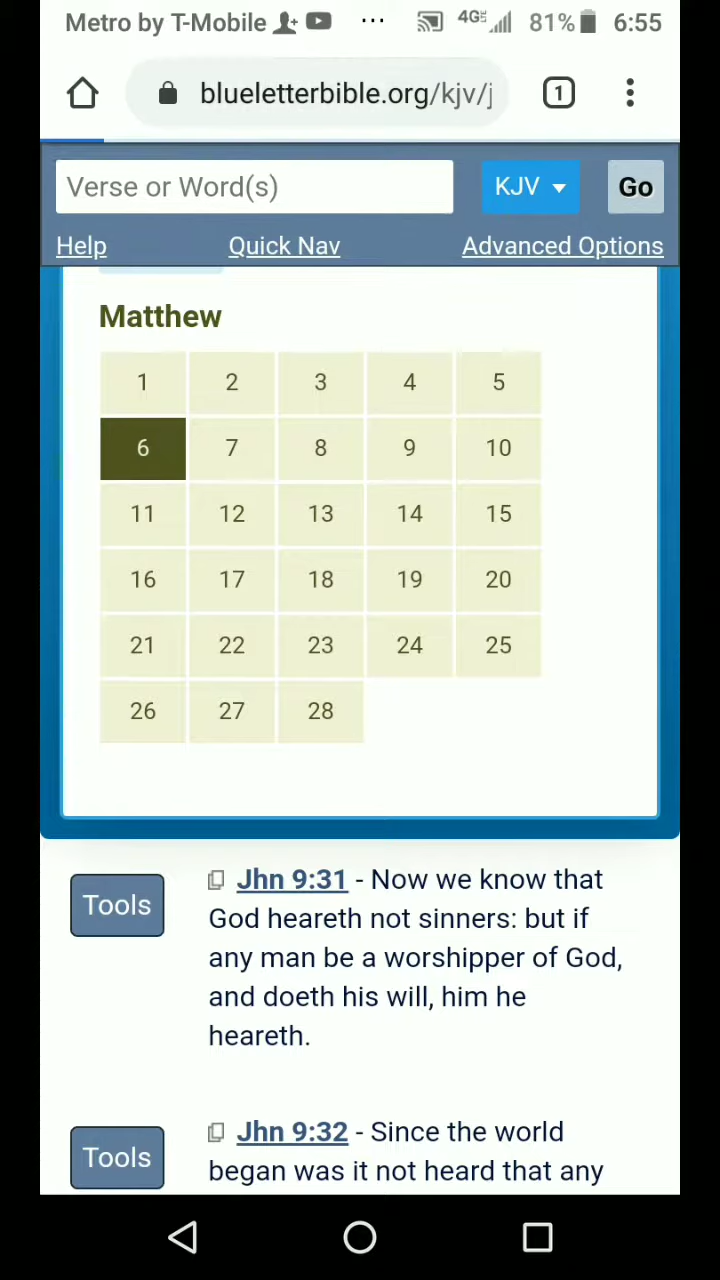 Metro by T-Mobile ... 4G 81% 6:55
blueletterbible.org/kjv/j 1
Verse or Word(s) KJV Go
Help Quick Nav Advanced Options
Matthew
1 2 3 4 5
6 7 8 9 10
11 12 13 14 15
16 17 18 19 20
21 22 23 24 25
26 27 28
Tools
Jhn 9:31 - Now we know that
God heareth not sinners: but if
any man be a worshipper of God,
and doeth his will, him he
heareth.
Tools
Jhn 9:32 - Since the world
began was it not heard that any